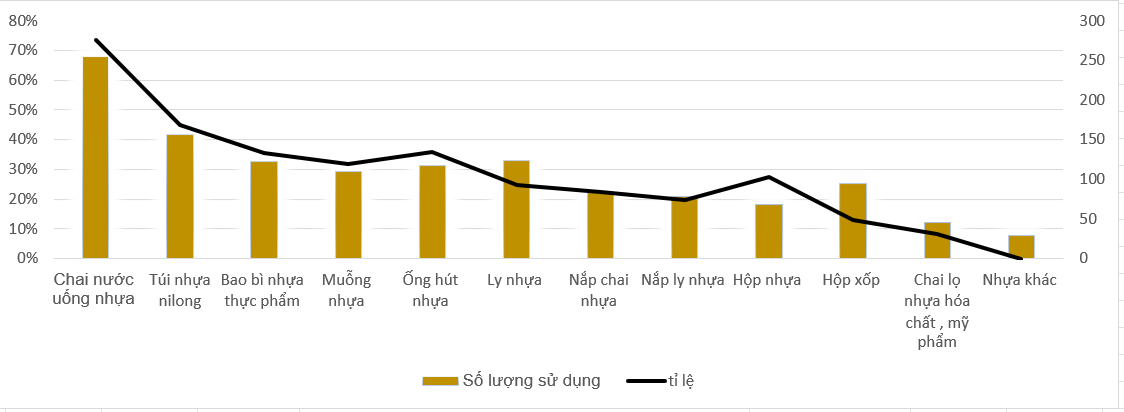 80%
70%
60%
50%
40%
30%
20%
10%
0%
300
250
200
150
100
50
0
Chai nước
uống nhựa
Túi nhựa
nilong
Bao bì nhựa
thực phẩm
Muỗng
nhựa
Ống hút
nhựa
Ly nhựa
Nắp chai
nhựa
Nắp ly nhựa
Hộp nhựa
Hộp xốp
Chai lọ
nhựa hóa
chất , mỹ
phẩm
Nhựa khác
Số lượng sử dụng
tỉ lệ